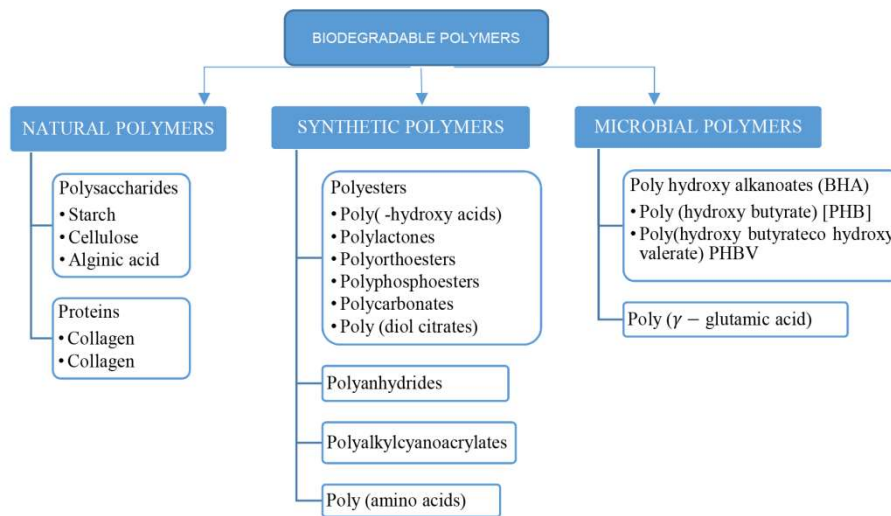 BIODEGRADABLE POLYMERS
NATURAL POLYMERS
Polysaccharides
• Starch
• Cellulose
• Alginic acid
Proteins
• Collagen
• Collagen
SYNTHETIC POLYMERS
Polyesters
• Poly( -hydroxy acids)
• Polylactones
• Polyorthoesters
• Polyphosphoesters
• Polycarbonates
• Poly (diol citrates)
Polyanhydrides
Polyalkylcyanoacrylates
Poly (amino acids)
MICROBIAL POLYMERS
Poly hydroxy alkanoates (BHA)
• Poly (hydroxy butyrate) [PHB]
• Poly(hydroxy butyrateco hydroxy
valerate) PHBV
Poly (γ − glutamic acid)